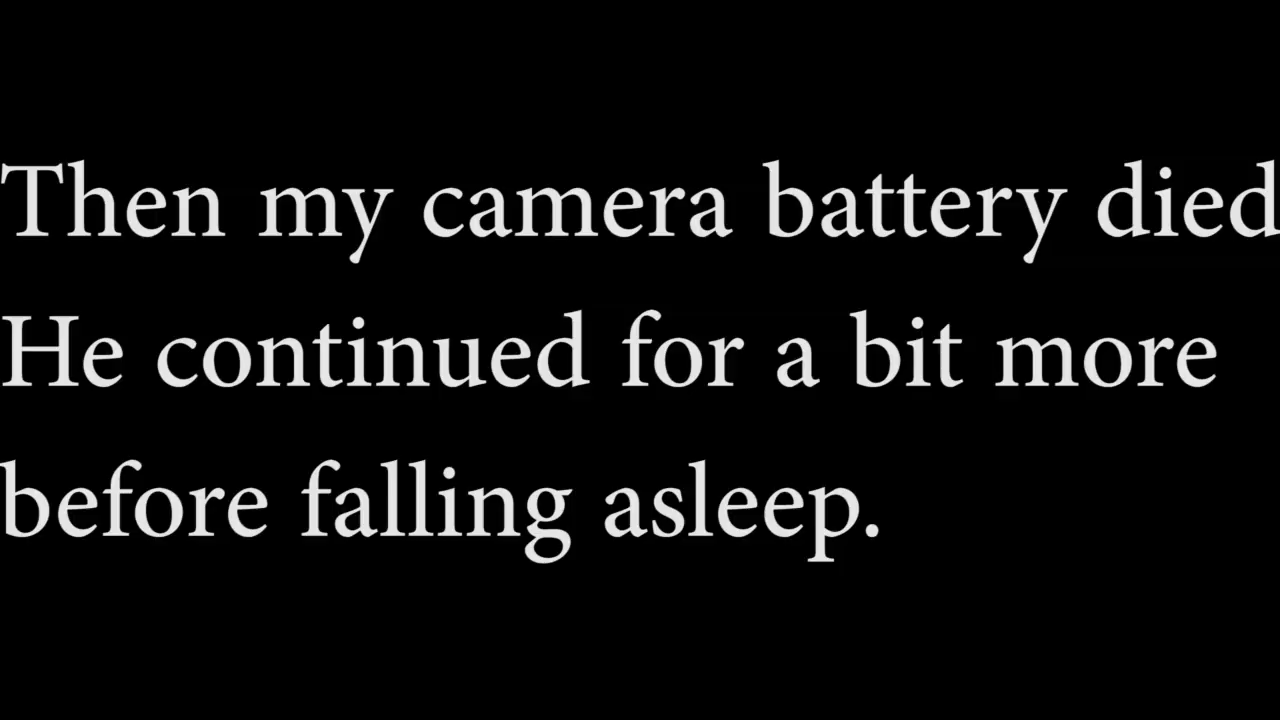 Then my camera battery died
He continued for a bit more
before falling asleep.